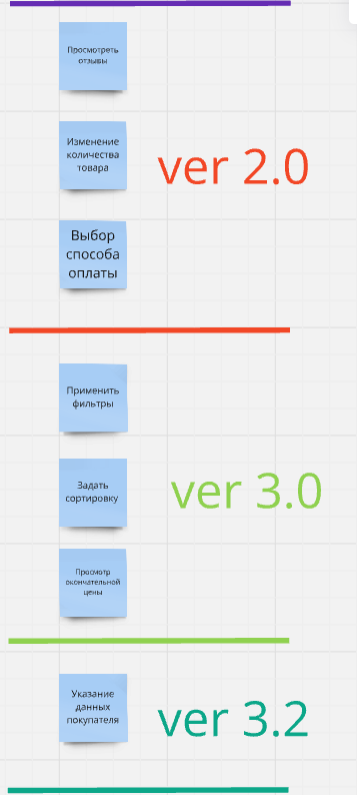 Просмотреть
отзывы
Изменение
количества
товара
ver 2.0
Выбор
способа
оплаты
Применить
фильтры
Задать
сортировку
ver 3.0
Просмотр
окончательной
цены
Указание
данных
покупателя
ver 3.2